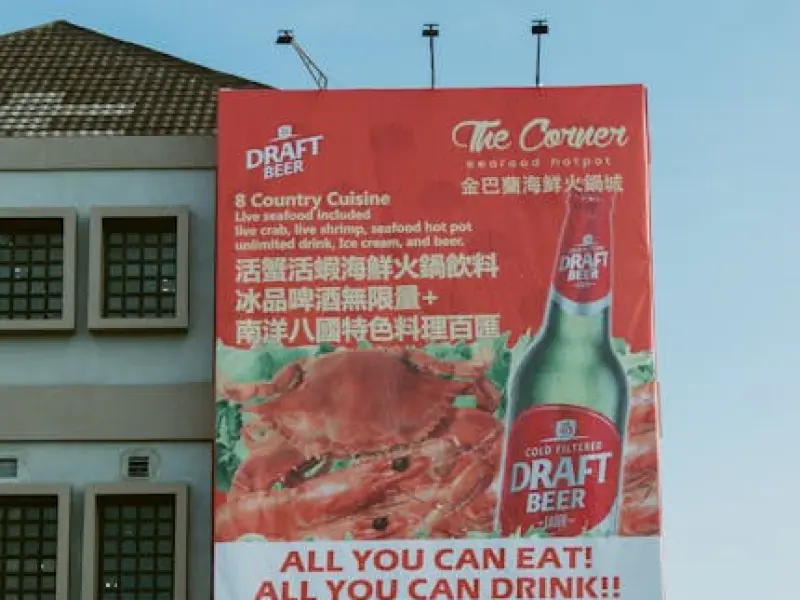 DRAFT
BEER
The Corner
seafood hotpot
金巴蘭海鮮火鍋城
8 Country Cuisine
Live seafood included
live crab, live shrimp, seafood hot pot
unlimited drink, Ice cream, and beer.
活蟹活蝦海鮮火鍋飲料
冰品啤酒無限量+
南洋八國特色料理百匯
DRAFT
BEER
COLD FILTERED
DRAFT
BEER
ALL YOU CAN EAT!
ALL YOU CAN DRINK!!